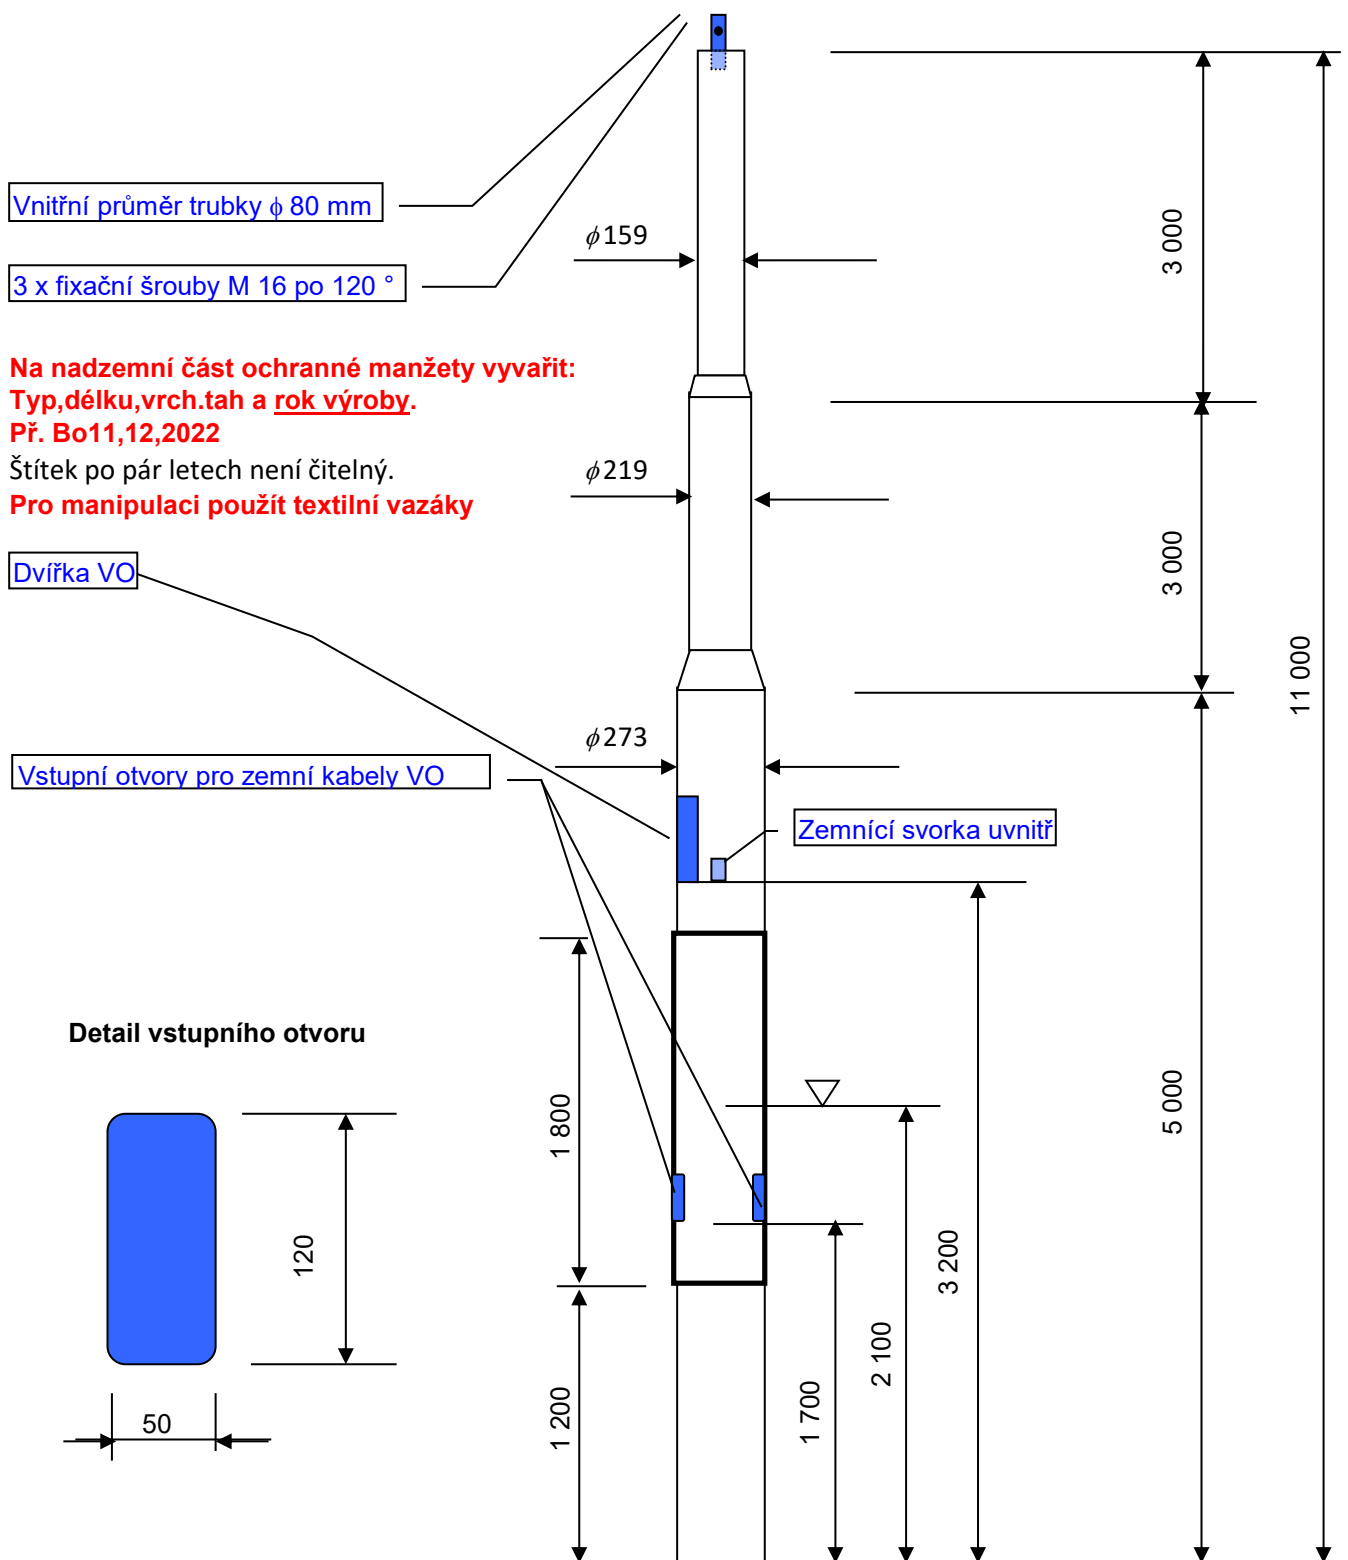 Vnitřní průměr trubky ϕ 80 mm
ϕ159
3 000
3 x fixační šrouby M 16 po 120 °
Na nadzemní část ochranné manžety vyvařit:
Typ,délku,vrch.tah a rok výroby.
Př. Bo11,12,2022
Štítek po pár letech není čitelný.
Pro manipulaci použít textilní vazáky
ϕ219
3 000
Dvířka VO
11 000
ϕ273
Vstupní otvory pro zemní kabely VO
Zemnící svorka uvnitř
Detail vstupního otvoru
1 800
5 000
120
3 200
2 100
1 700
1 200
50